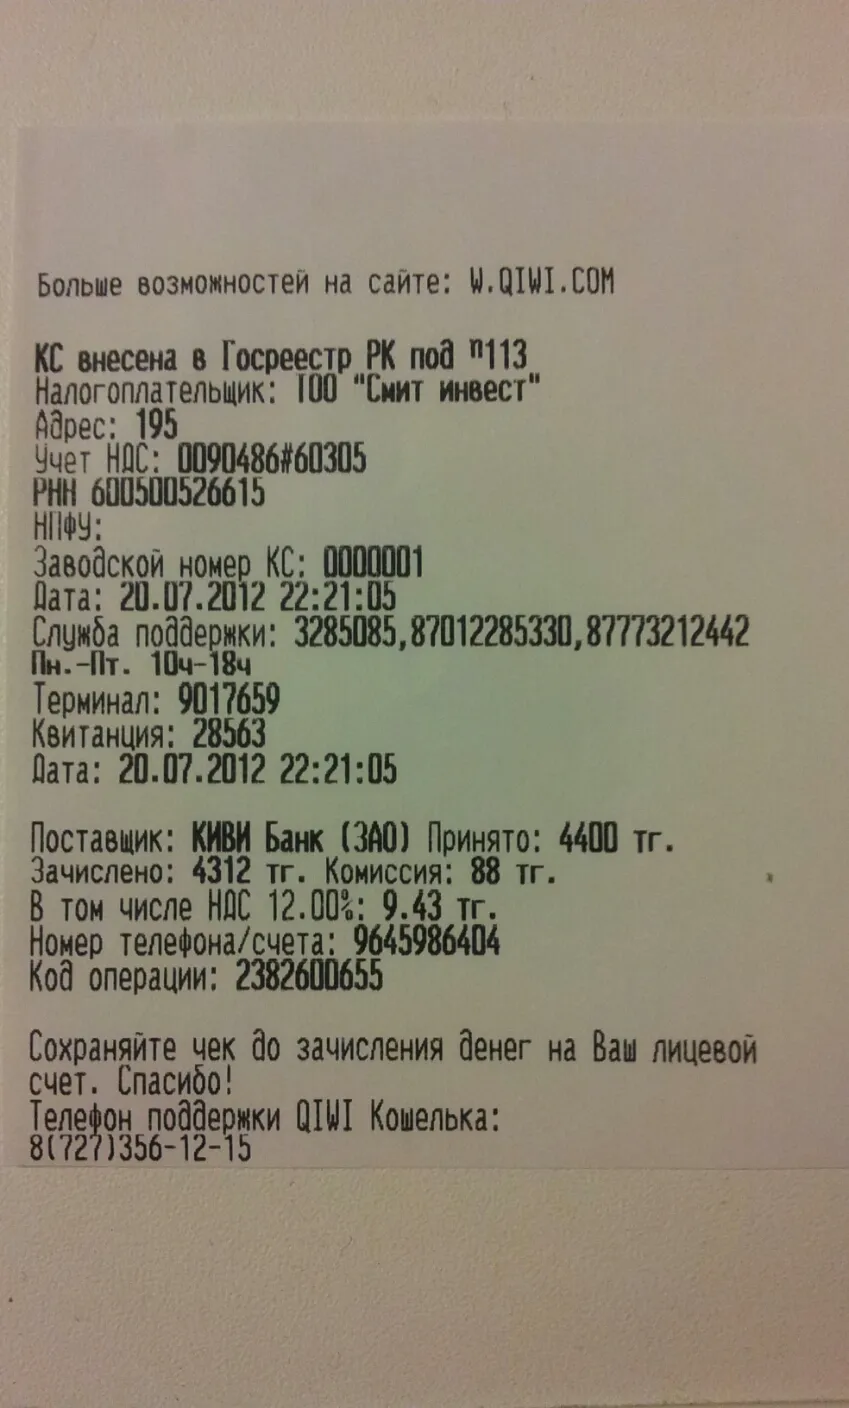 Больше возможностей на сайте: W.QIWI.COM
КС внесена в Госреестр РК под п113
Налогоплательщик: ТОО "Смит инвест"
Адрес: 195
Учет НДС: 0090486#60305
РНН 600500526615
НПФУ:
Заводской номер КС: 0000001
Дата: 20.07.2012 22:21:05
Служба поддержки: 3285085,87012285330,87773212442
Пн.-Пт. 10ч-18ч
Терминал: 9017659
Квитанция: 28563
Дата: 20.07.2012 22:21:05
Поставщик: КИВИ Банк (ЗАО) Принято: 4400 тг.
Зачислено: 4312 тг. Комиссия: 88 тг.
В том числе НДС 12.00%: 9.43 тг.
Номер телефона/счета: 9645986404
Код операции: 2382600655
Сохраняйте чек до зачисления денег на Ваш лицевой
счет. Спасибо!
Телефон поддержки QIWI Кошелька:
8(727)356-12-15